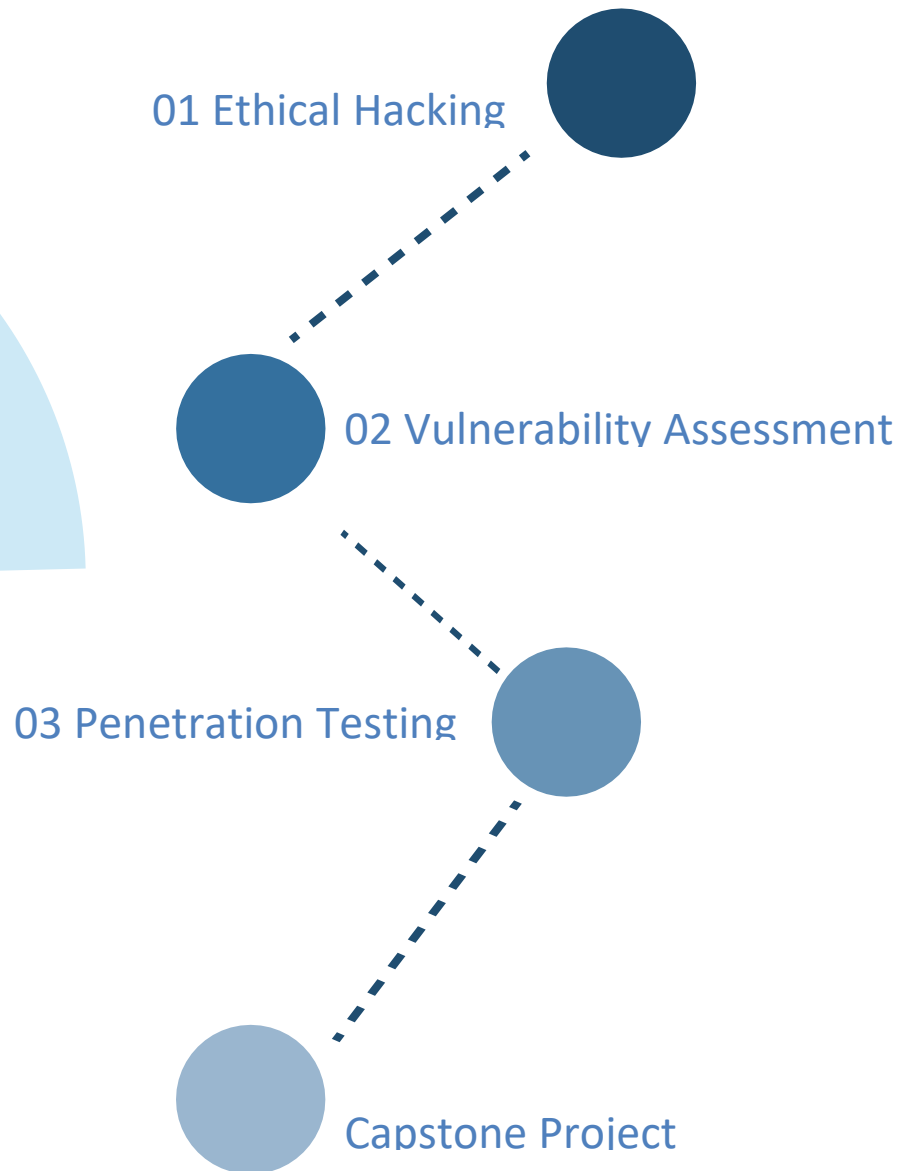 01 Ethical Hacking
02 Vulnerability Assessment
03 Penetration Testing
Capstone Project